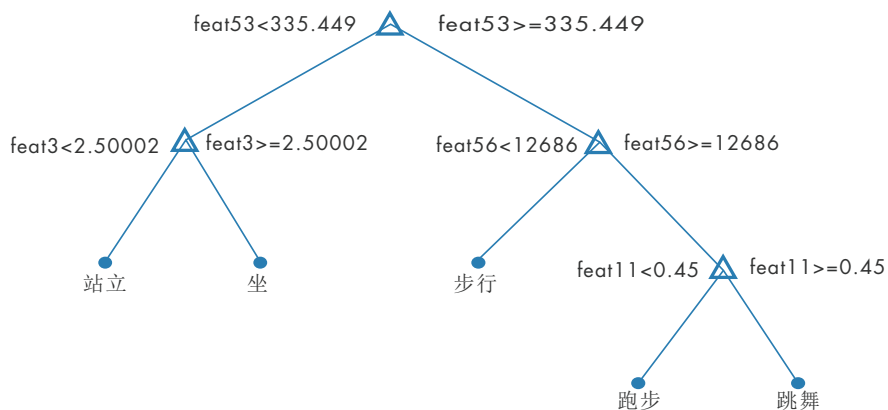 feat53<335.449
feat53>=335.449
feat3<2.50002
feat3>=2.50002
feat56<12686
feat56>=12686
站立
坐
步行
feat11<0.45
feat11>=0.45
跑步
跳舞